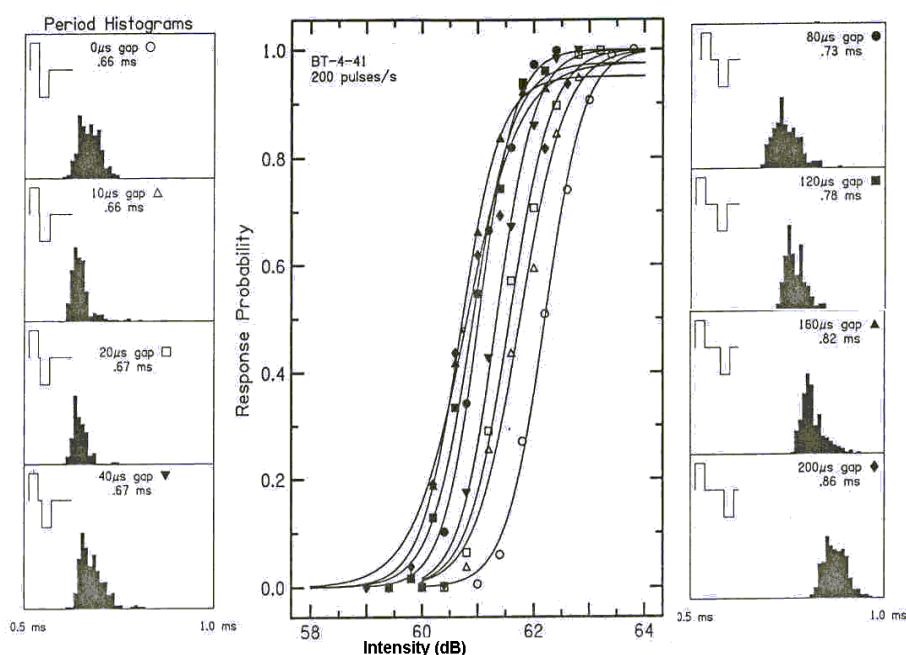 Period Histograms
0µs gap
.66 ms
10µs gap
.66 ms
20µs gap
.67 ms
40µs gap
.67 ms
0.5 ms 1.0 ms
BT-4-41
200 pulses/s
Response Probability
1.0
0.8
0.6
0.4
0.2
0.0
58 60 62 64
Intensity (dB)
80µs gap
.73 ms
120µs gap
.78 ms
160µs gap
.82 ms
200µs gap
.86 ms
0.5 ms 1.0 ms